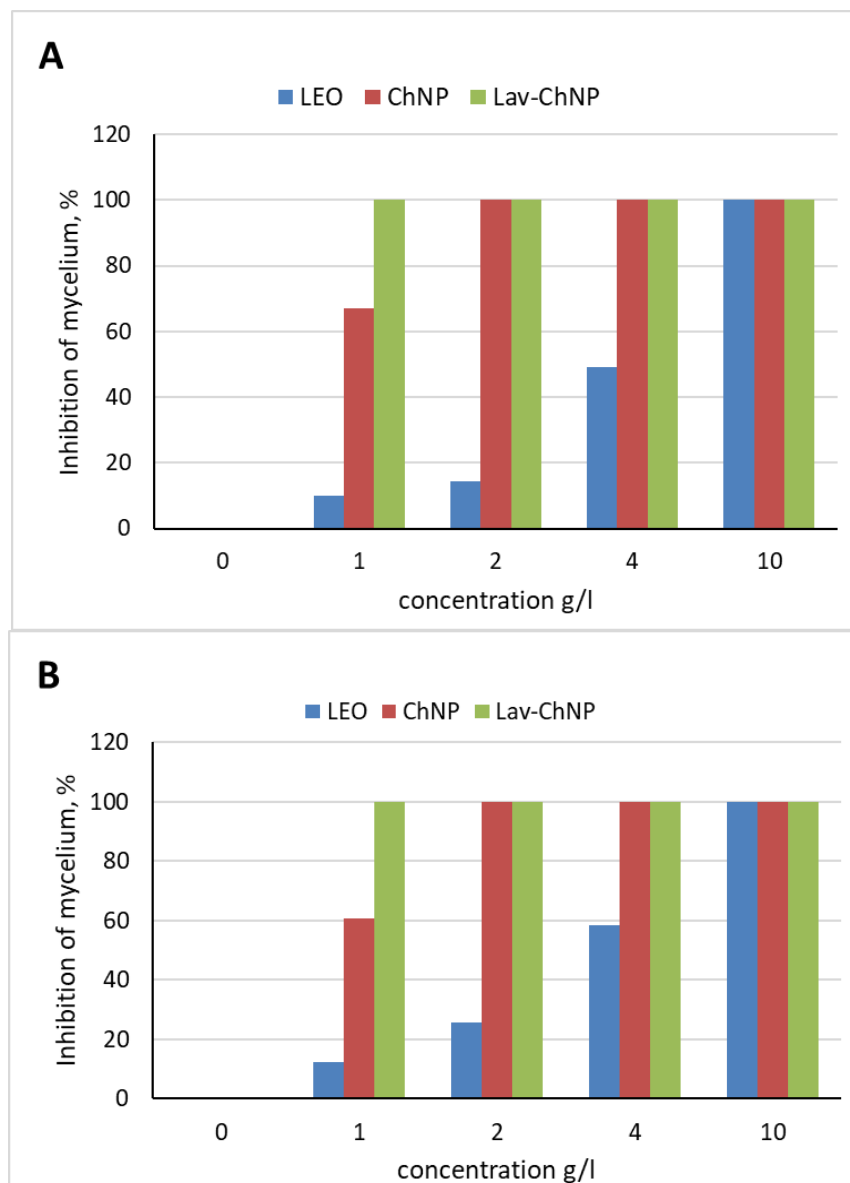 A
LEO ChNP Lav-ChNP
120
100
80
60
40
20
0
Inhibition of mycelium, %
0 1 2 4 10
concentration g/l
B
LEO ChNP Lav-ChNP
120
100
80
60
40
20
0
Inhibition of mycelium, %
0 1 2 4 10
concentration g/l